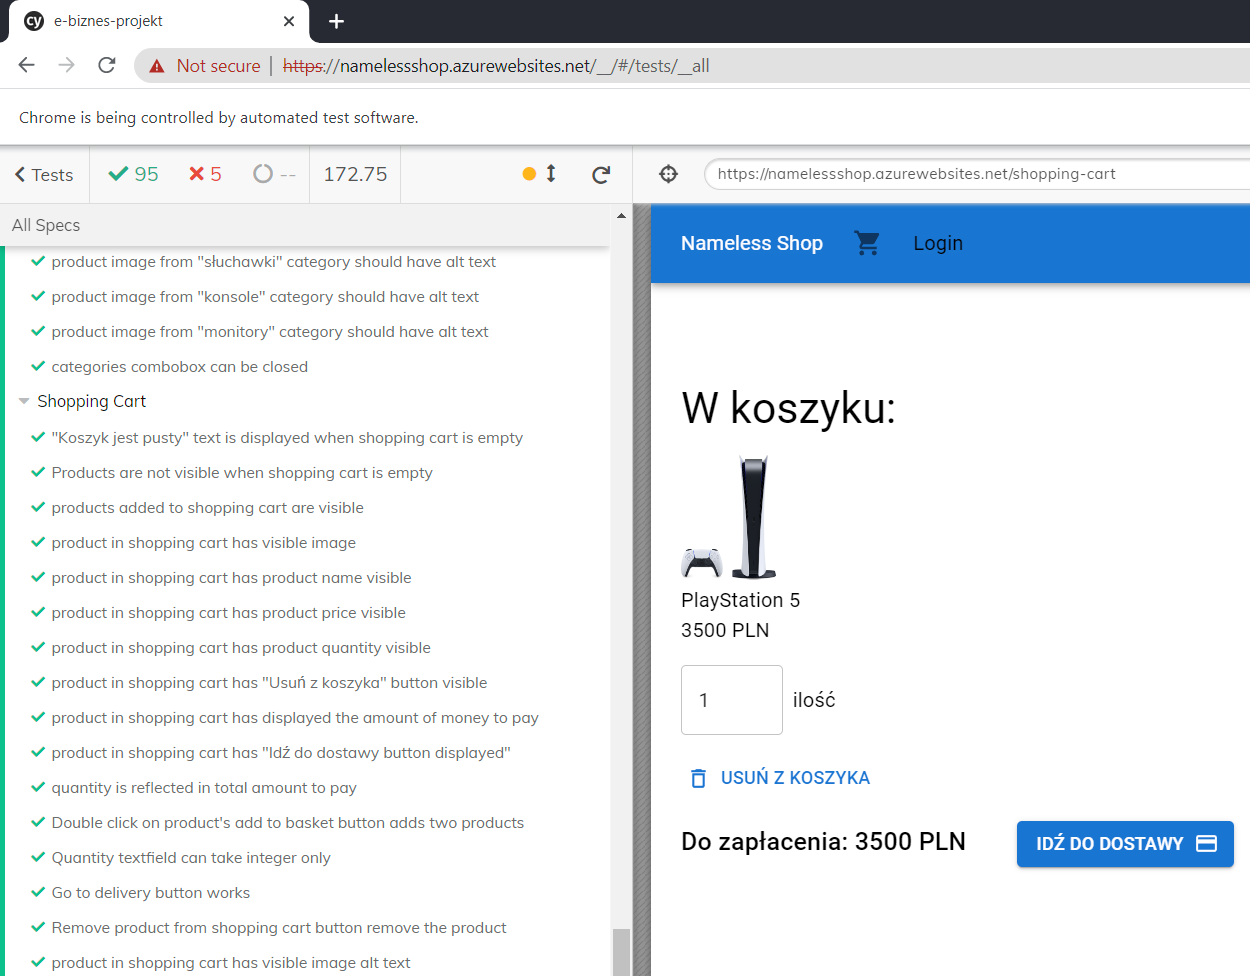 cy e-biznes-projekt
Not secure | https://namelessshop.azurewebsites.net/__/#/tests/__all
Chrome is being controlled by automated test software.
Tests 95 5 -- 172.75
https://namelessshop.azurewebsites.net/shopping-cart
All Specs
product image from "słuchawki" category should have alt text
product image from "konsole" category should have alt text
product image from "monitory" category should have alt text
categories combobox can be closed
Shopping Cart
"Koszyk jest pusty" text is displayed when shopping cart is empty
Products are not visible when shopping cart is empty
products added to shopping cart are visible
product in shopping cart has visible image
product in shopping cart has product name visible
product in shopping cart has product price visible
product in shopping cart has product quantity visible
product in shopping cart has "Usuń z koszyka" button visible
product in shopping cart has displayed the amount of money to pay
product in shopping cart has "Idź do dostawy button displayed"
quantity is reflected in total amount to pay
Double click on product's add to basket button adds two products
Quantity textfield can take integer only
Go to delivery button works
Remove product from shopping cart button remove the product
product in shopping cart has visible image alt text
Nameless Shop Login
W koszyku:
PlayStation 5
3500 PLN
1 ilość
USUŃ Z KOSZYKA
Do zapłacenia: 3500 PLN
IDŹ DO DOSTAWY